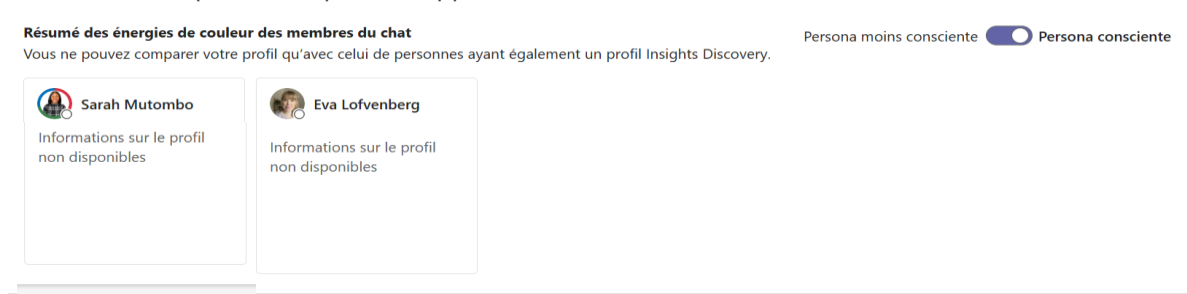 Résumé des énergies de couleur des membres du chat
Vous ne pouvez comparer votre profil qu'avec celui de personnes ayant également un profil Insights Discovery.
Persona moins consciente
Persona consciente
Sarah Mutombo
Informations sur le profil
non disponibles
Eva Lofvenberg
Informations sur le profil
non disponibles